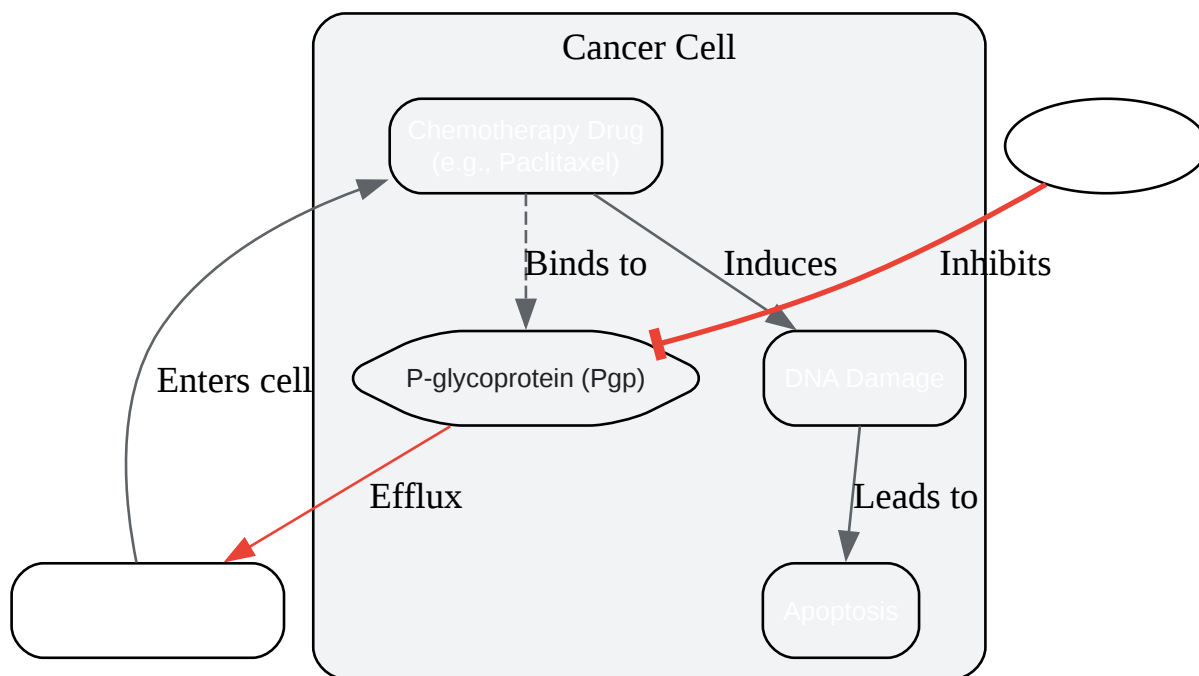 Cancer Cell
Chemotherapy Drug
(e.g., Paclitaxel)
Binds to
Induces
Inhibits
Enters cell
P-glycoprotein (Pgp)
DNA Damage
Efflux
Leads to
Apoptosis